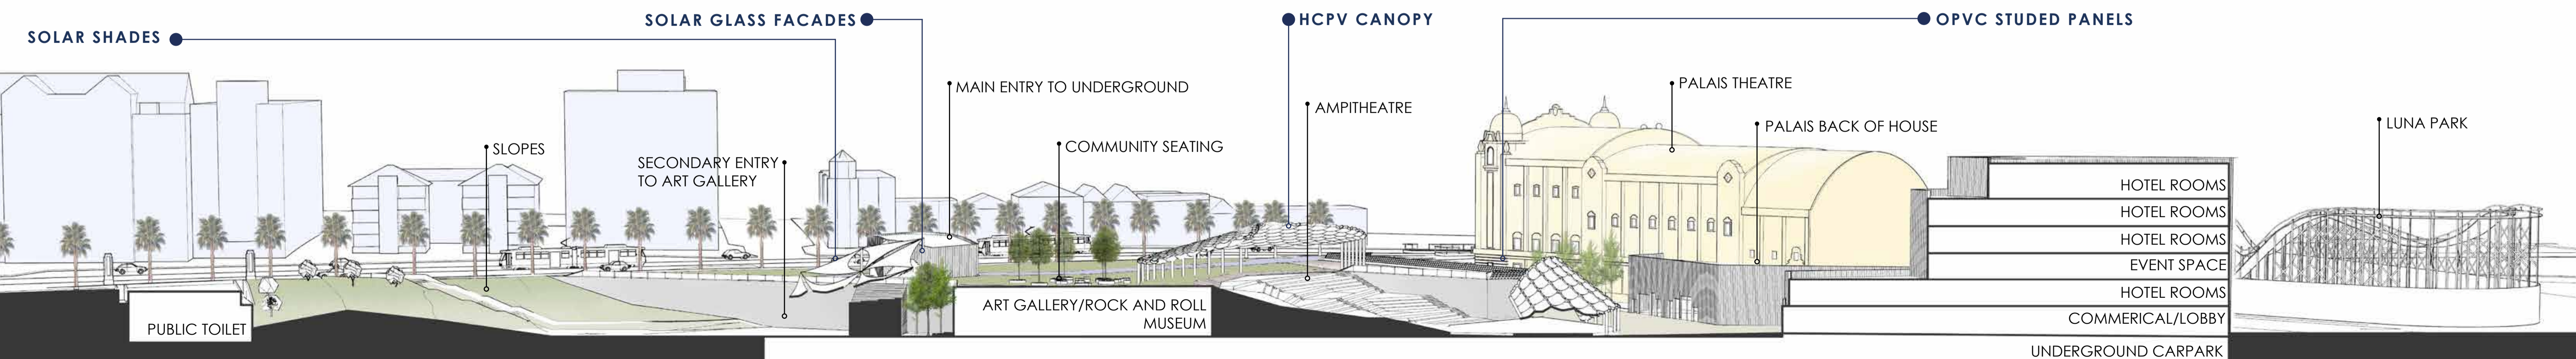 SOLAR SHADES
SOLAR GLASS FACADES
HCPV CANOPY
OPVC STUDED PANELS
SLOPES
SECONDARY ENTRY
TO ART GALLERY
MAIN ENTRY TO UNDERGROUND
COMMUNITY SEATING
AMPITHEATRE
PALAIS THEATRE
PALAIS BACK OF HOUSE
LUNA PARK
PUBLIC TOILET
ART GALLERY/ROCK AND ROLL
MUSEUM
HOTEL ROOMS
HOTEL ROOMS
HOTEL ROOMS
EVENT SPACE
HOTEL ROOMS
COMMERICAL/LOBBY
UNDERGROUND CARPARK